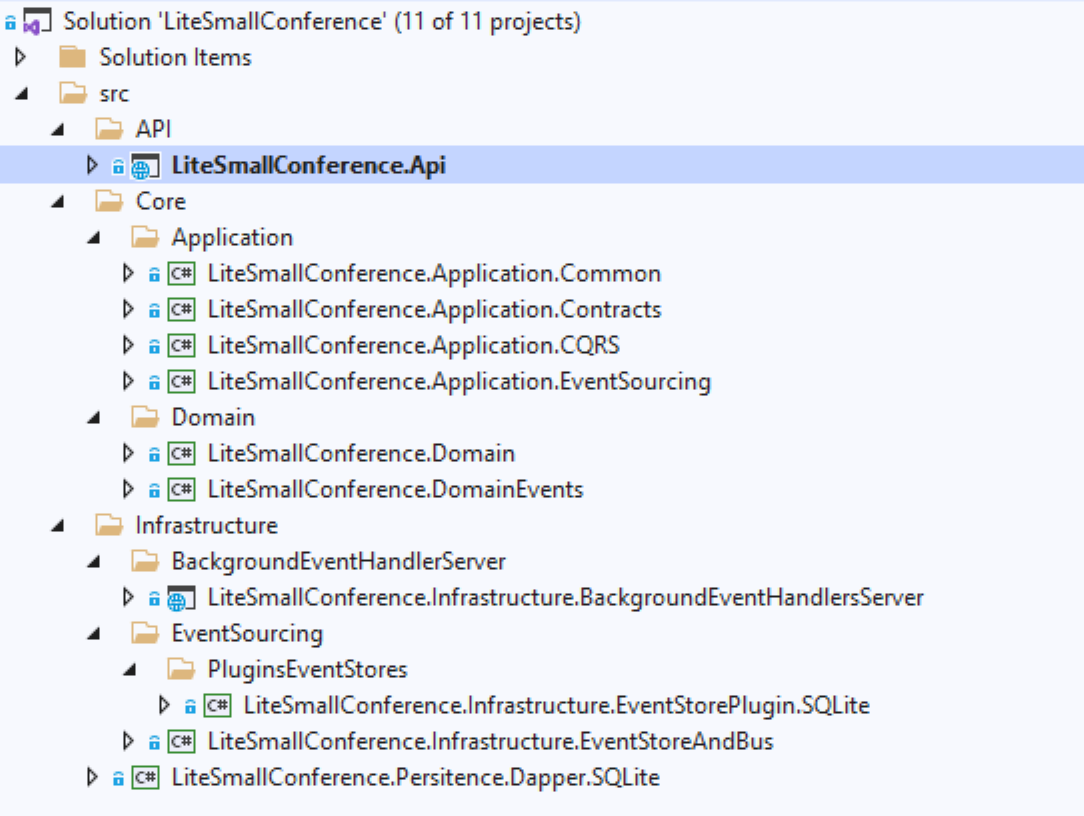 Solution 'LiteSmallConference' (11 of 11 projects)
Solution Items
src
API
LiteSmallConference.Api
Core
Application
C# LiteSmallConference.Application.Common
C# LiteSmallConference.Application.Contracts
C# LiteSmallConference.Application.CQRS
C# LiteSmallConference.Application.EventSourcing
Domain
C# LiteSmallConference.Domain
C# LiteSmallConference.DomainEvents
Infrastructure
BackgroundEventHandlerServer
LiteSmallConference.Infrastructure.BackgroundEventHandlersServer
EventSourcing
PluginsEventStores
C# LiteSmallConference.Infrastructure.EventStorePlugin.SQLite
C# LiteSmallConference.Infrastructure.EventStoreAndBus
C# LiteSmallConference.Persitence.Dapper.SQLite